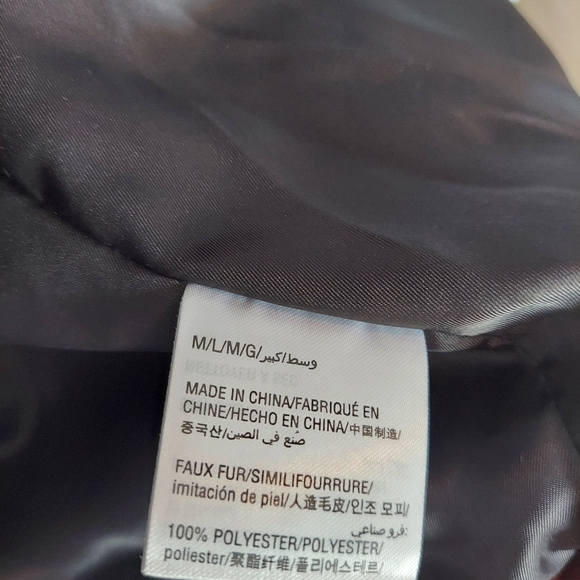 M/L/M/G/وسط/كبير
MADE IN CHINA/FABRIQUÉ EN
CHINE/HECHO EN CHINA/中国制造/
중국산/صُنع في الصين/
FAUX FUR/SIMILIFOURRURE/
imitación de piel/人造毛皮/인조 모피/
فرو صناعي:
100% POLYESTER/POLYESTER/
poliester/聚酯纤维/폴리에스테르/